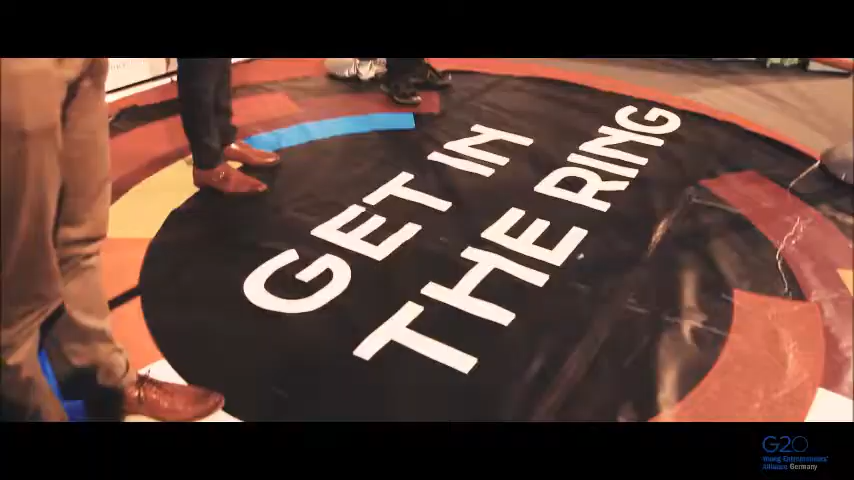 GET IN
THE RING
G20
Young Entrepreneurs'
Alliance Germany